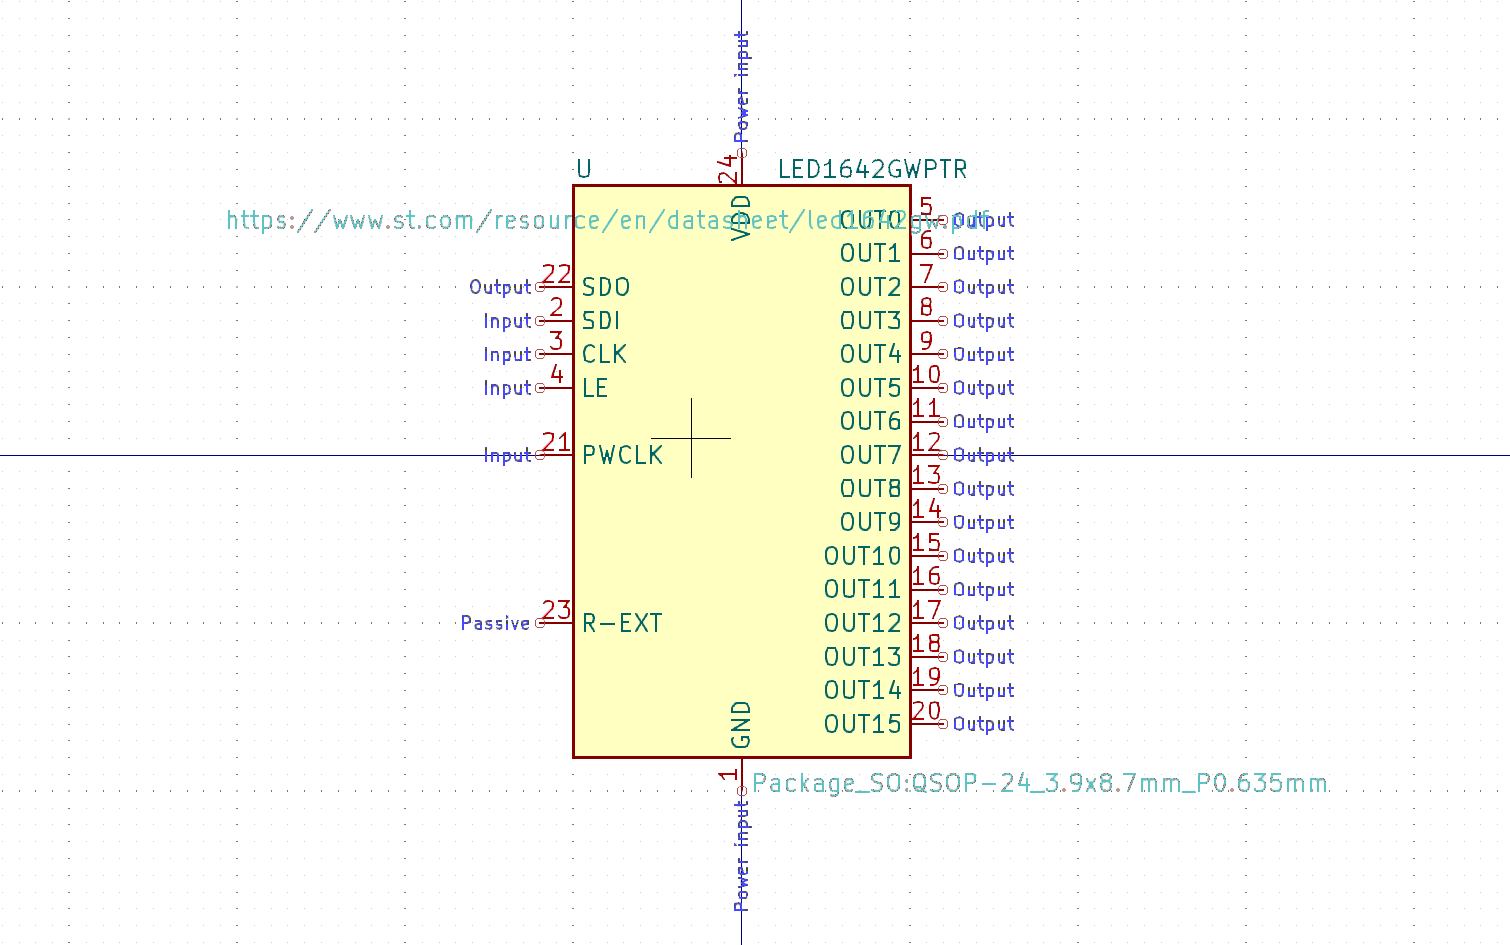 Power input
24
U
LED1642GWPTR
VDD
https://www.st.com/resource/en/datasheet/led1642gw.pdf
OUT0 5 Output
OUT1 6 Output
Output 22 SDO OUT2 7 Output
Input 2 SDI OUT3 8 Output
Input 3 CLK OUT4 9 Output
Input 4 LE OUT5 10 Output
OUT6 11 Output
Input 21 PWCLK OUT7 12 Output
OUT8 13 Output
OUT9 14 Output
OUT10 15 Output
OUT11 16 Output
Passive 23 R-EXT OUT12 17 Output
OUT13 18 Output
OUT14 19 Output
OUT15 20 Output
GND
1
Package_SO:QSOP-24_3.9x8.7mm_P0.635mm
Power input